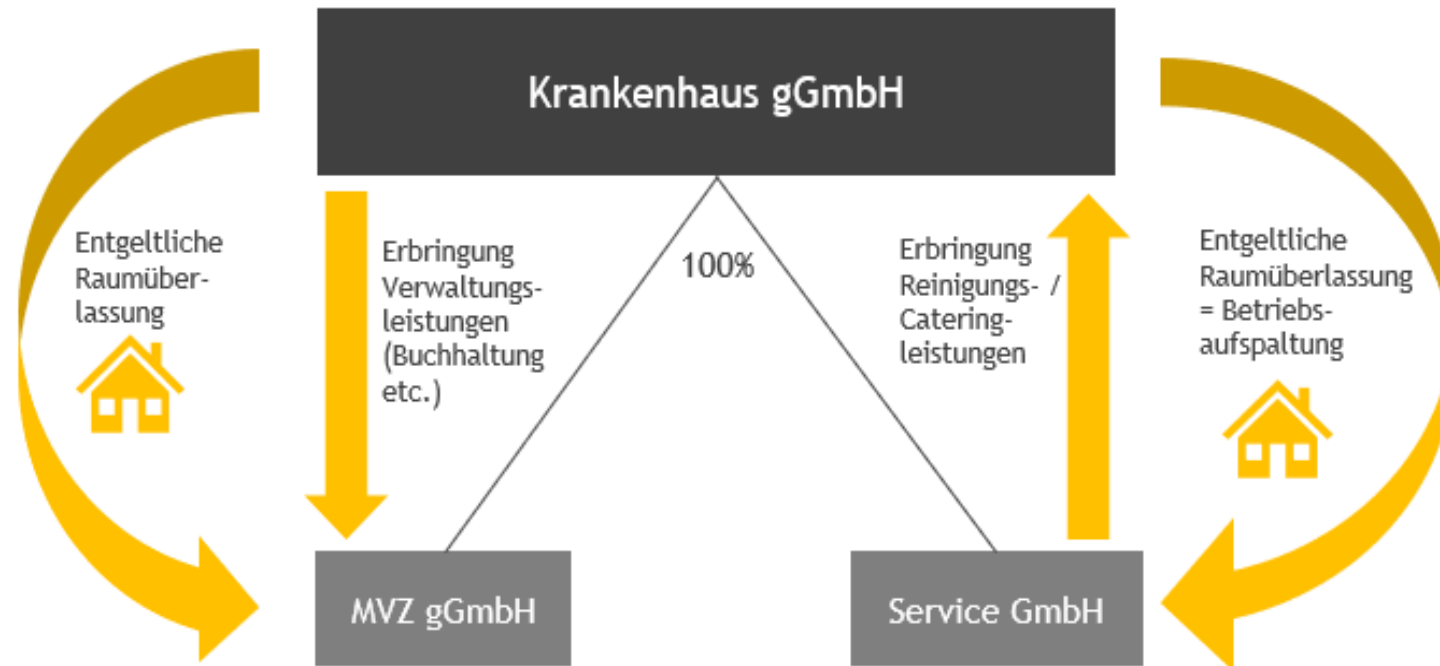 Krankenhaus gGmbH
Entgeltliche
Raumüber-
lassung
Erbringung
Verwaltungs-
leistungen
(Buchhaltung
etc.)
100%
Erbringung
Reinigungs- /
Catering-
leistungen
Entgeltliche
Raumüberlassung
= Betriebs-
aufspaltung
MVZ gGmbH
Service GmbH